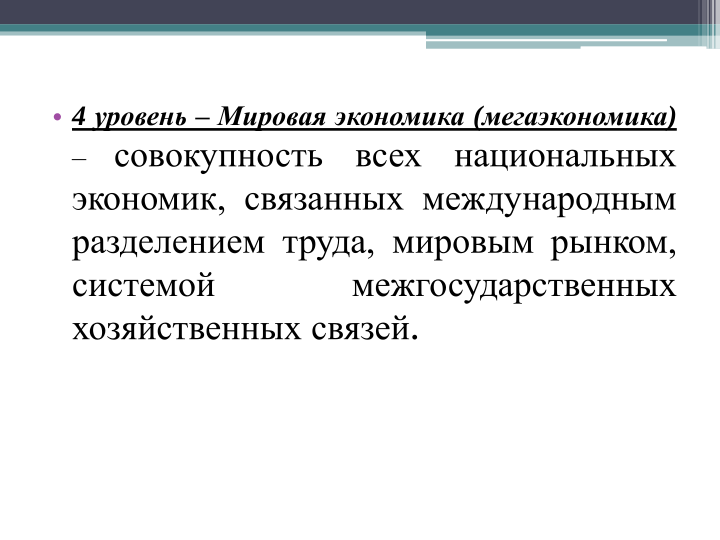 • 4 уровень – Мировая экономика (мегаэкономика)
– совокупность всех национальных
экономик, связанных международным
разделением труда, мировым рынком,
системой межгосударственных
хозяйственных связей.